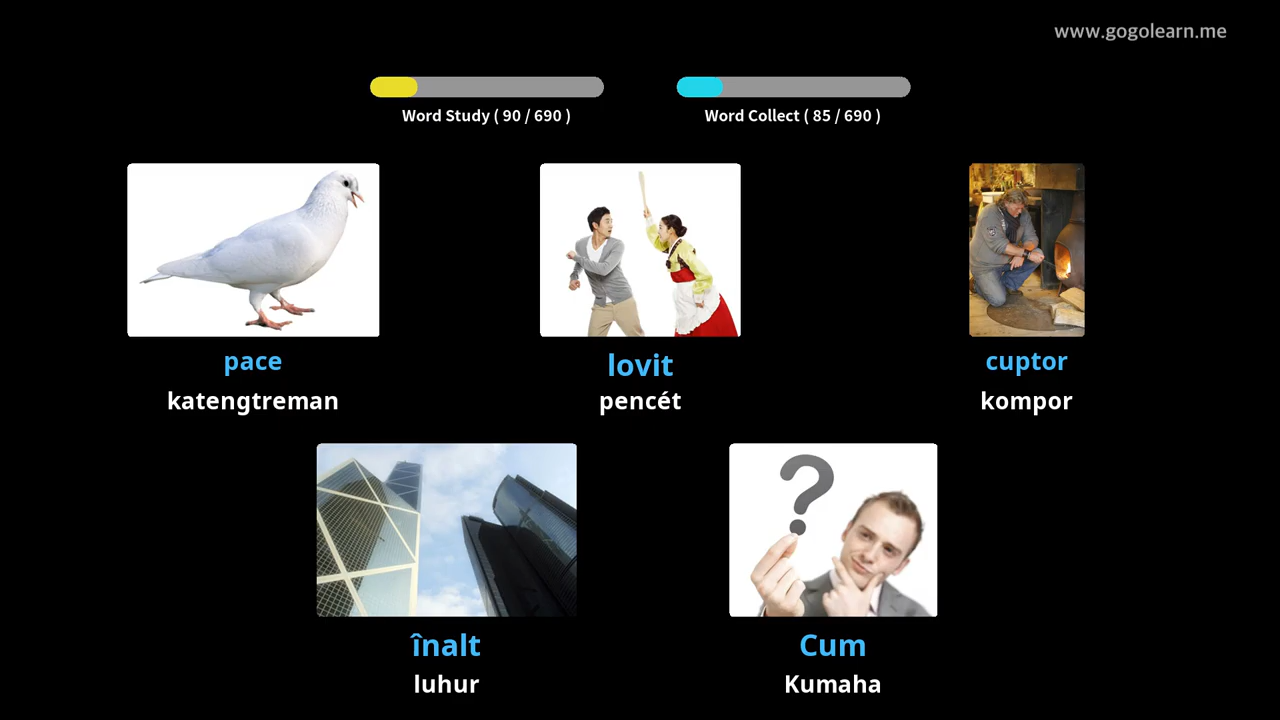 www.gogolearn.me
Word Study ( 90 / 690 )
Word Collect ( 85 / 690 )
pace
katengtreman
lovit
pencét
cuptor
kompor
înalt
luhur
Cum
Kumaha